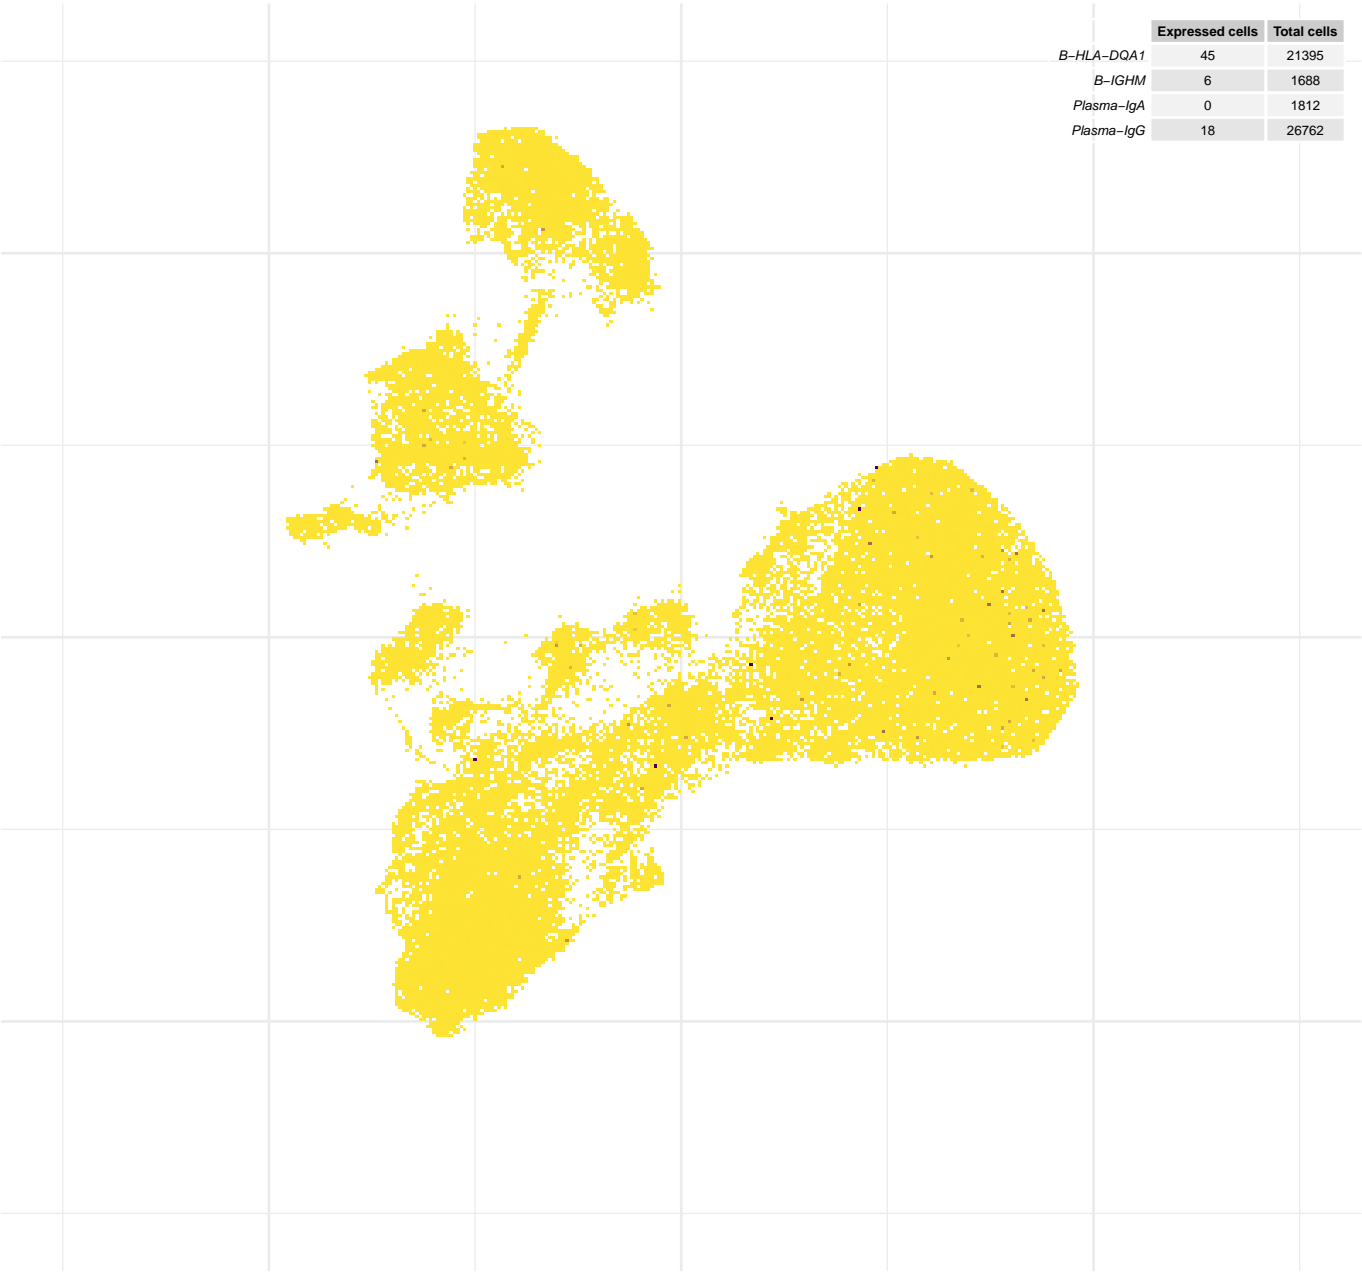 Expressed cells Total cells
B−HLA−DQA1 45 21395
B−IGHM 6 1688
Plasma−IgA 0 1812
Plasma−IgG 18 26762